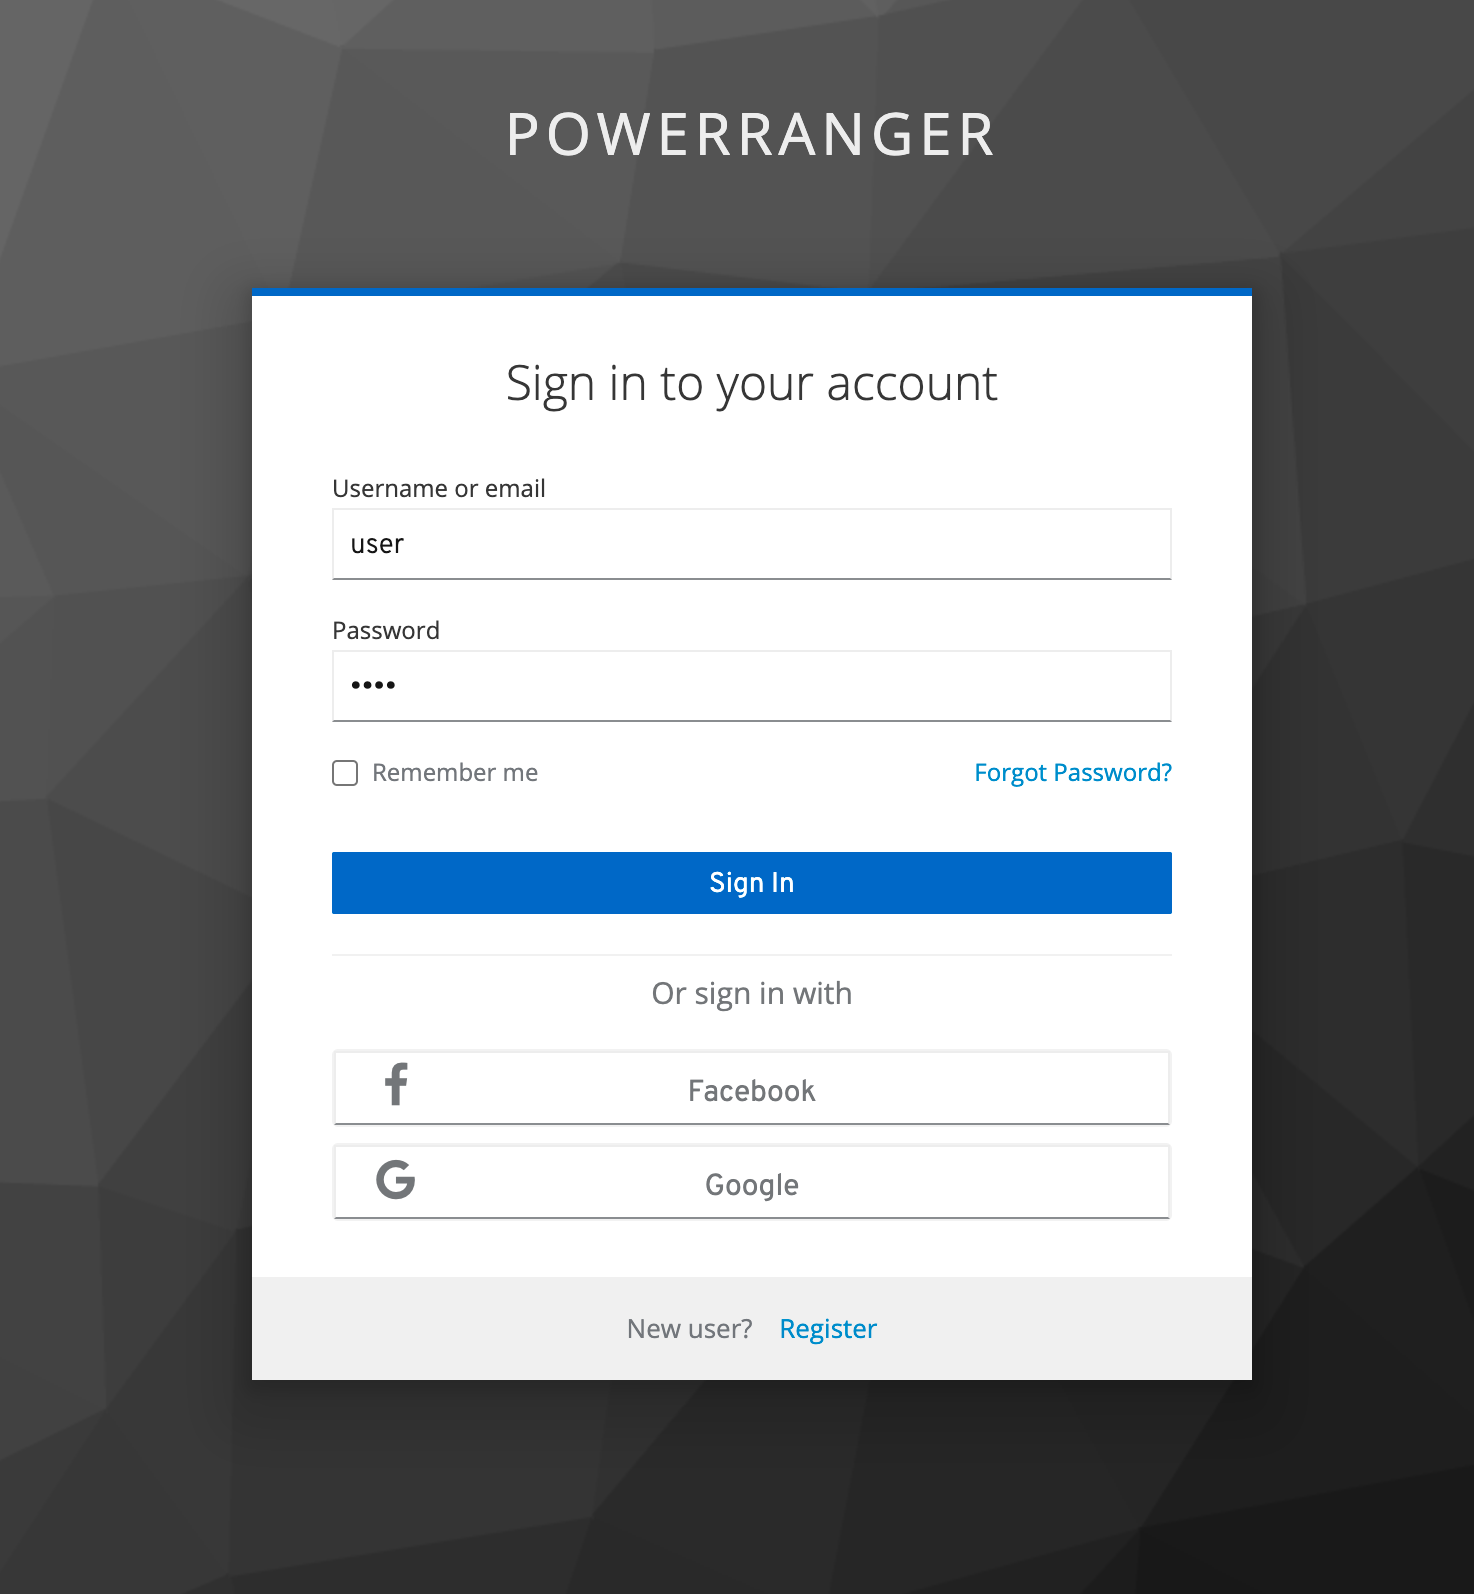 POWERRANGER
Sign in to your account
Username or email
user
Password
••••
Remember me Forgot Password?
Sign In
Or sign in with
Facebook
Google
New user? Register